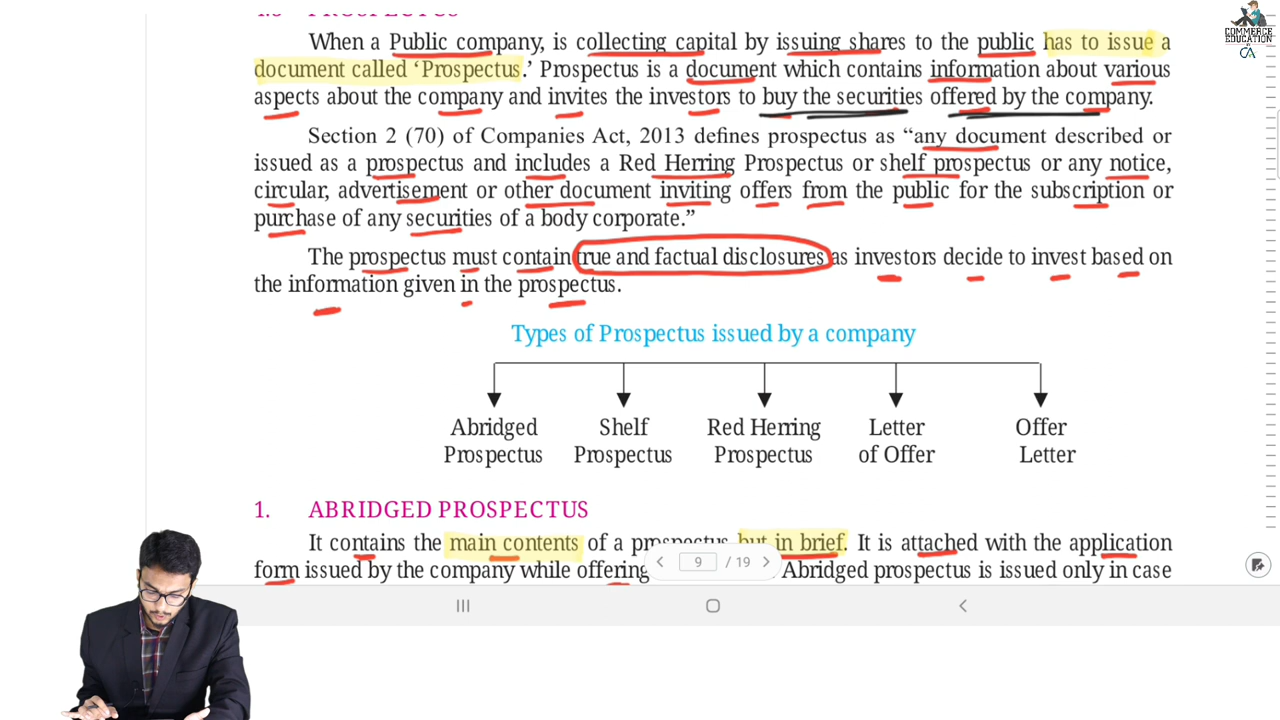 When a Public company, is collecting capital by issuing shares to the public has to issue a
document called ‘Prospectus.’ Prospectus is a document which contains information about various
aspects about the company and invites the investors to buy the securities offered by the company.
Section 2 (70) of Companies Act, 2013 defines prospectus as “any document described or
issued as a prospectus and includes a Red Herring Prospectus or shelf prospectus or any notice,
circular, advertisement or other document inviting offers from the public for the subscription or
purchase of any securities of a body corporate.”
The prospectus must contain true and factual disclosures as investors decide to invest based on
the information given in the prospectus.
Types of Prospectus issued by a company
Abridged Prospectus
Shelf Prospectus
Red Herring Prospectus
Letter of Offer
Offer Letter
1. ABRIDGED PROSPECTUS
It contains the main contents of a prospectus but in brief. It is attached with the application
form issued by the company while offering Abridged prospectus is issued only in case
9 / 19
COMMERCE
EDUCATION
BY
CA